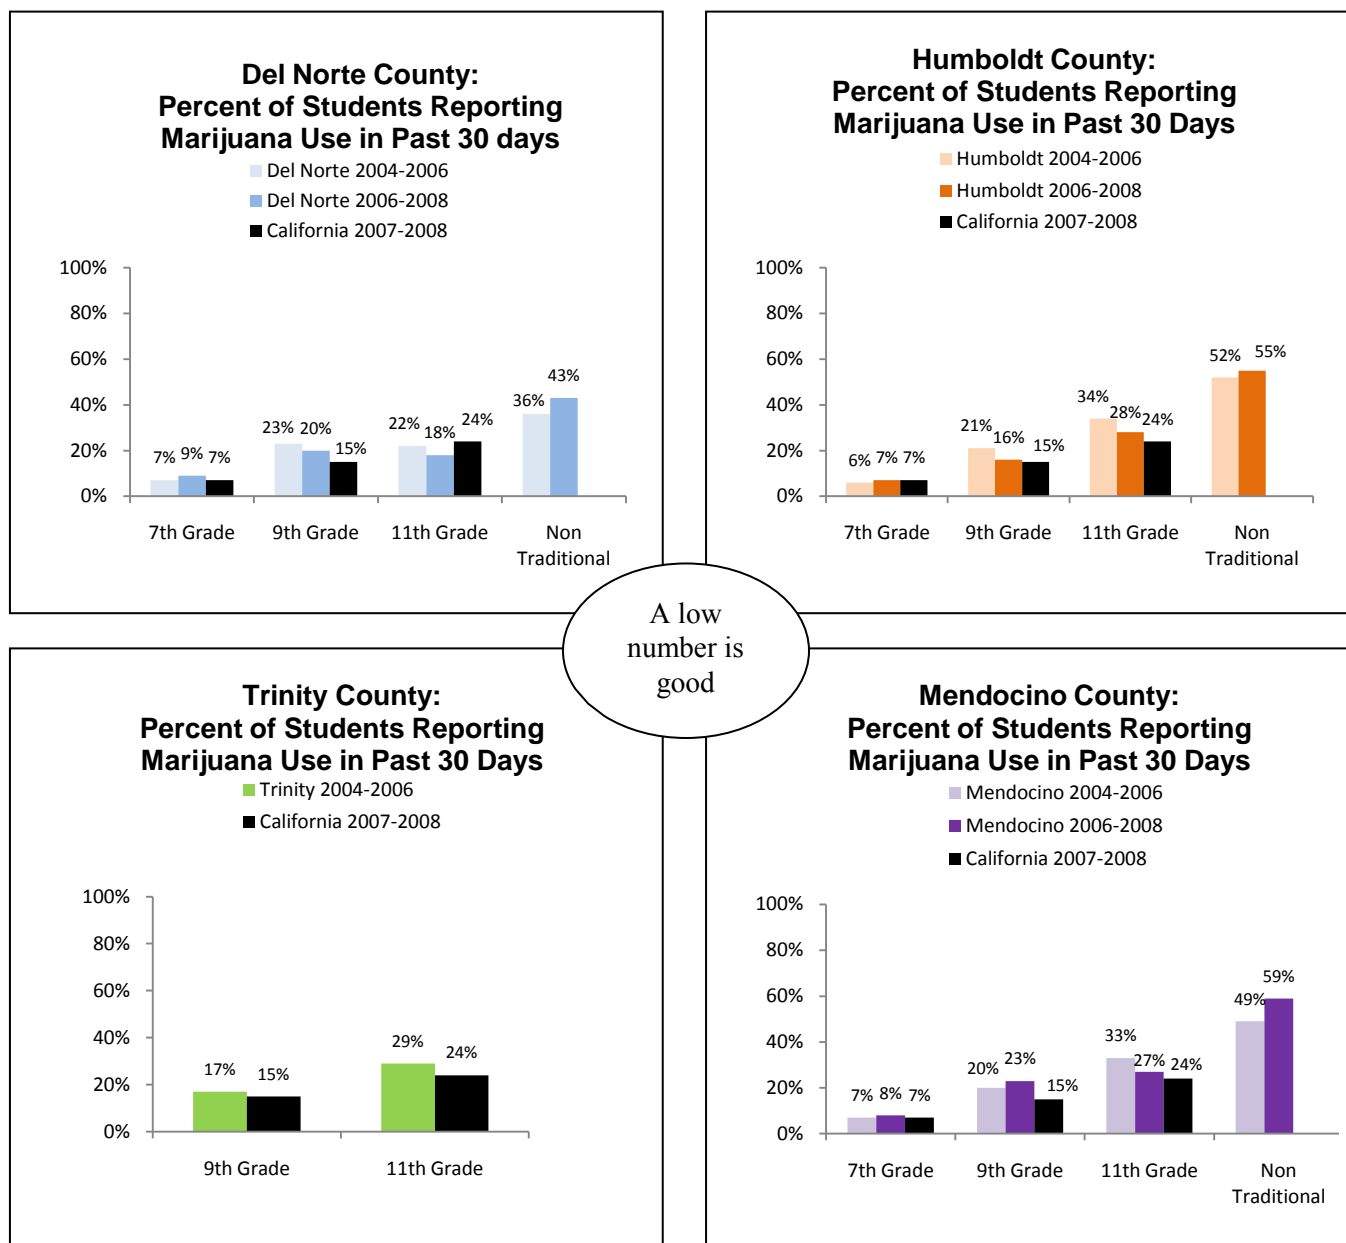 Del Norte County:
Percent of Students Reporting
Marijuana Use in Past 30 days
Del Norte 2004-2006
Del Norte 2006-2008
California 2007-2008
100%
80%
60%
40%
20%
0%
7% 9% 7%
23% 20% 15%
22% 18% 24%
36% 43%
7th Grade 9th Grade 11th Grade Non
Traditional
Humboldt County:
Percent of Students Reporting
Marijuana Use in Past 30 Days
Humboldt 2004-2006
Humboldt 2006-2008
California 2007-2008
100%
80%
60%
40%
20%
0%
6% 7% 7%
21% 16% 15%
34% 28% 24%
52% 55%
7th Grade 9th Grade 11th Grade Non
Traditional
A low
number is
good
Trinity County:
Percent of Students Reporting
Marijuana Use in Past 30 Days
Trinity 2004-2006
California 2007-2008
100%
80%
60%
40%
20%
0%
17% 15%
29% 24%
9th Grade 11th Grade
Mendocino County:
Percent of Students Reporting
Marijuana Use in Past 30 Days
Mendocino 2004-2006
Mendocino 2006-2008
California 2007-2008
100%
80%
60%
40%
20%
0%
7% 8% 7%
20% 23% 15%
33% 27% 24%
49% 59%
7th Grade 9th Grade 11th Grade Non
Traditional